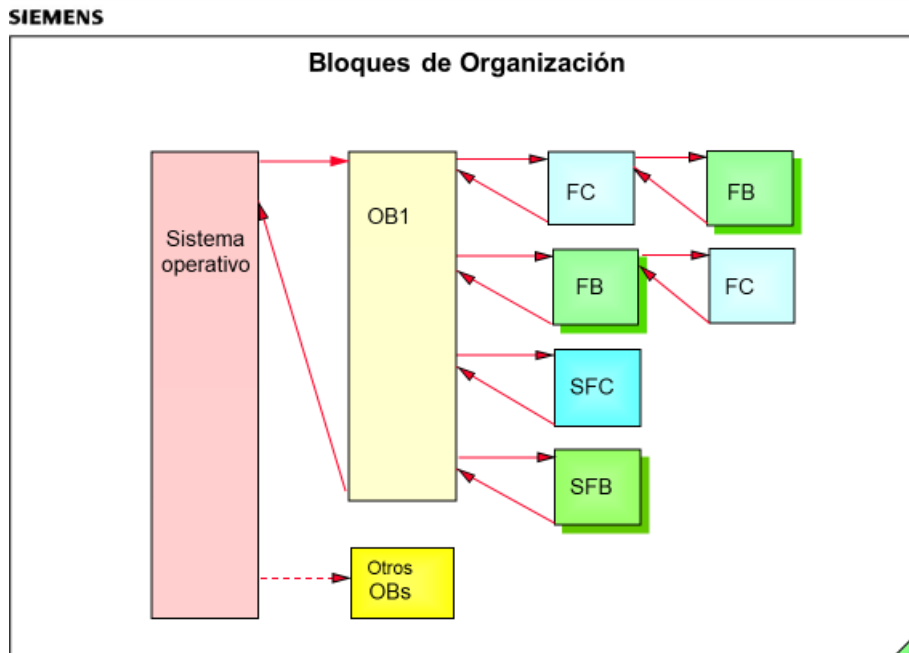 SIEMENS
Bloques de Organización
Sistema
operativo
OB1
FC
FB
FB
FC
SFC
SFB
Otros
OBs